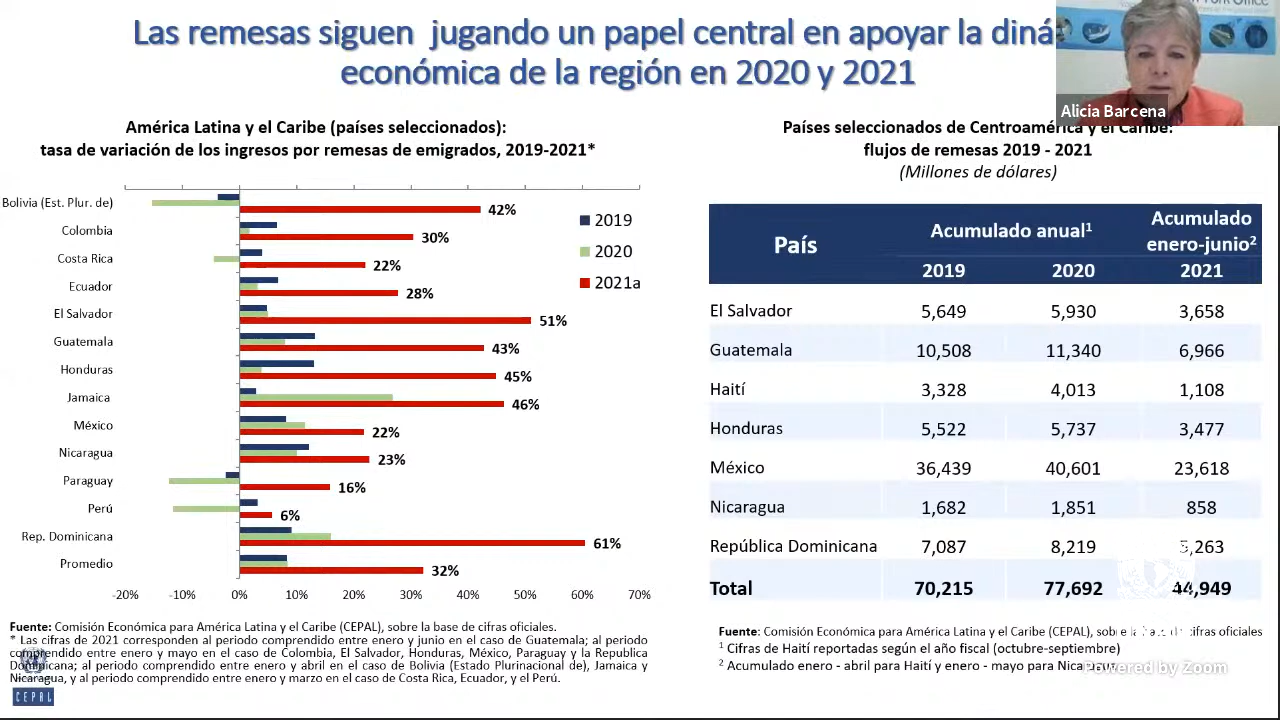 Las remesas siguen jugando un papel central en apoyar la diná
económica de la región en 2020 y 2021
Alicia Barcena
América Latina y el Caribe (países seleccionados):
tasa de variación de los ingresos por remesas de emigrados, 2019-2021*
Bolivia (Est. Plur. de)
42%
Colombia
30%
Costa Rica
22%
Ecuador
28%
El Salvador
51%
Guatemala
43%
Honduras
45%
Jamaica
46%
México
22%
Nicaragua
23%
Paraguay
16%
Perú
6%
Rep. Dominicana
61%
Promedio
32%
2019
2020
2021a
-20% -10% 0% 10% 20% 30% 40% 50% 60% 70%
Fuente: Comisión Económica para América Latina y el Caribe (CEPAL), sobre la base de cifras oficiales.
* Las cifras de 2021 corresponden al periodo comprendido entre enero y junio en el caso de Guatemala; al periodo
comprendido entre enero y mayo en el caso de Colombia, El Salvador, Honduras, México, Paraguay y la Republica
Dominicana; al periodo comprendido entre enero y abril en el caso de Bolivia (Estado Plurinacional de), Jamaica y
Nicaragua, y al periodo comprendido entre enero y marzo en el caso de Costa Rica, Ecuador, y el Perú.
CEPAL
Países seleccionados de Centroamérica y el Caribe:
flujos de remesas 2019 - 2021
(Millones de dólares)
País Acumulado anual¹ Acumulado
enero-junio²
2019 2020 2021
El Salvador 5,649 5,930 3,658
Guatemala 10,508 11,340 6,966
Haití 3,328 4,013 1,108
Honduras 5,522 5,737 3,477
México 36,439 40,601 23,618
Nicaragua 1,682 1,851 858
República Dominicana 7,087 8,219 5,263
Total 70,215 77,692 44,949
Fuente: Comisión Económica para América Latina y el Caribe (CEPAL), sobre la base de cifras oficiales
¹ Cifras de Haití reportadas según el año fiscal (octubre-septiembre)
² Acumulado enero - abril para Haití y enero - mayo para Nicaragua
Powered by Zoom